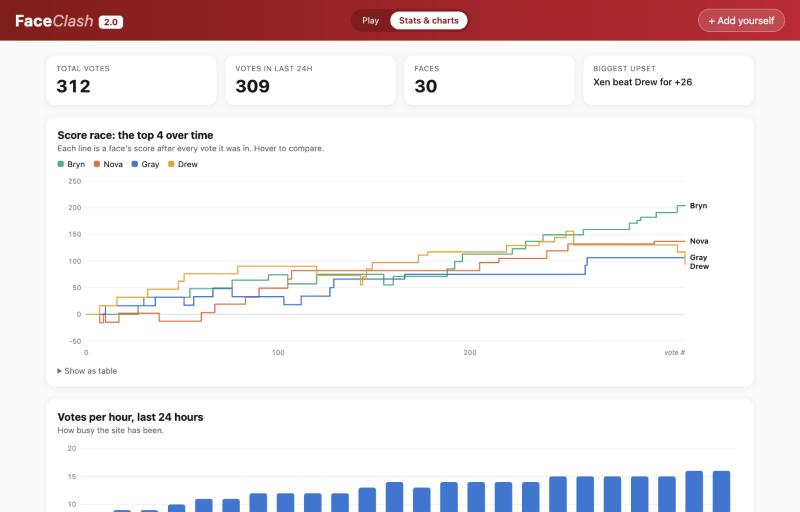 FaceClash 2.0
Play
Stats & charts
+ Add yourself
TOTAL VOTES
312
VOTES IN LAST 24H
309
FACES
30
BIGGEST UPSET
Xen beat Drew for +26
Score race: the top 4 over time
Each line is a face's score after every vote it was in. Hover to compare.
Bryn Nova Gray Drew
250
200
150
100
50
0
-50
Bryn
Nova
Gray
Drew
0 100 200 vote #
Show as table
Votes per hour, last 24 hours
How busy the site has been.
20
15
10